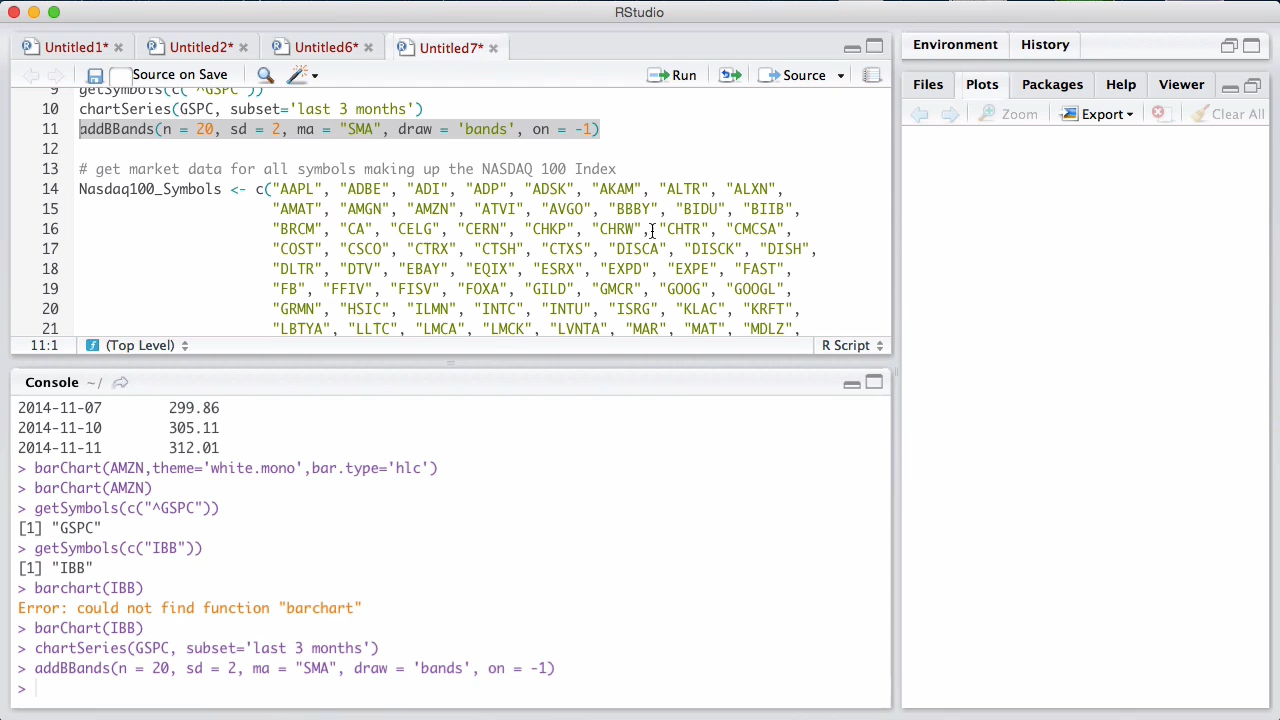 RStudio
Untitled1* Untitled2* Untitled6* Untitled7*
Environment History
Source on Save Run Source
Files Plots Packages Help Viewer
Zoom Export Clear All
9 getSymbols(c("^GSPC"))
10 chartSeries(GSPC, subset='last 3 months')
11 addBBands(n = 20, sd = 2, ma = "SMA", draw = 'bands', on = -1)
12
13 # get market data for all symbols making up the NASDAQ 100 Index
14 Nasdaq100_Symbols <- c("AAPL", "ADBE", "ADI", "ADP", "ADSK", "AKAM", "ALTR", "ALXN",
15 "AMAT", "AMGN", "AMZN", "ATVI", "AVGO", "BBBY", "BIDU", "BIIB",
16 "BRCM", "CA", "CELG", "CERN", "CHKP", "CHRW", "CHTR", "CMCSA",
17 "COST", "CSCO", "CTRX", "CTSH", "CTXS", "DISCA", "DISCK", "DISH",
18 "DLTR", "DTV", "EBAY", "EQIX", "ESRX", "EXPD", "EXPE", "FAST",
19 "FB", "FFIV", "FISV", "FOXA", "GILD", "GMCR", "GOOG", "GOOGL",
20 "GRMN", "HSIC", "ILMN", "INTC", "INTU", "ISRG", "KLAC", "KRFT",
21 "LBTYA", "LLTC", "LMCA", "LMCK", "LVNTA", "MAR", "MAT", "MDLZ",
11:1 (Top Level) R Script
Console ~/
2014-11-07 299.86
2014-11-10 305.11
2014-11-11 312.01
> barChart(AMZN,theme='white.mono',bar.type='hlc')
> barChart(AMZN)
> getSymbols(c("^GSPC"))
[1] "GSPC"
> getSymbols(c("IBB"))
[1] "IBB"
> barchart(IBB)
Error: could not find function "barchart"
> barChart(IBB)
> chartSeries(GSPC, subset='last 3 months')
> addBBands(n = 20, sd = 2, ma = "SMA", draw = 'bands', on = -1)
>